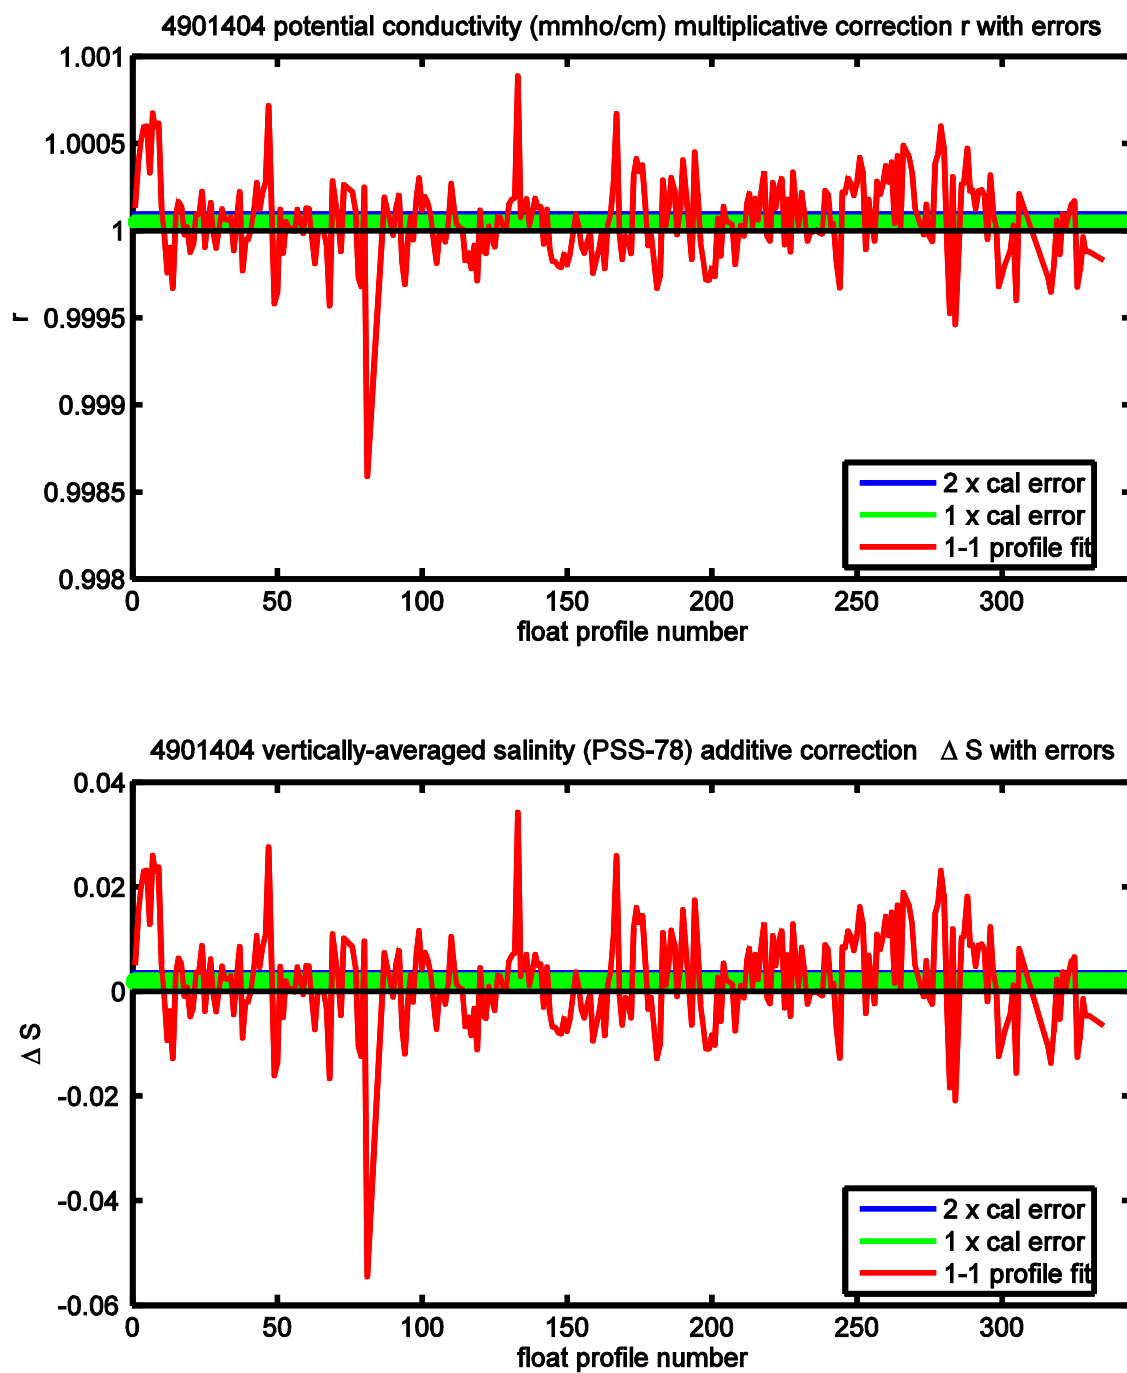 4901404 potential conductivity (mmho/cm) multiplicative correction r with errors
1.001
1.0005
1
0.9995
0.999
0.9985
0.998
r
2 x cal error
1 x cal error
1-1 profile fit
0 50 100 150 200 250 300
float profile number
4901404 vertically-averaged salinity (PSS-78) additive correction Δ S with errors
0.04
0.02
0
-0.02
-0.04
-0.06
Δ S
2 x cal error
1 x cal error
1-1 profile fit
0 50 100 150 200 250 300
float profile number